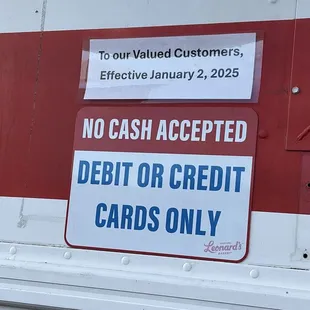 To our Valued Customers,
Effective January 2, 2025
NO CASH ACCEPTED
DEBIT OR CREDIT
CARDS ONLY
Leonard's